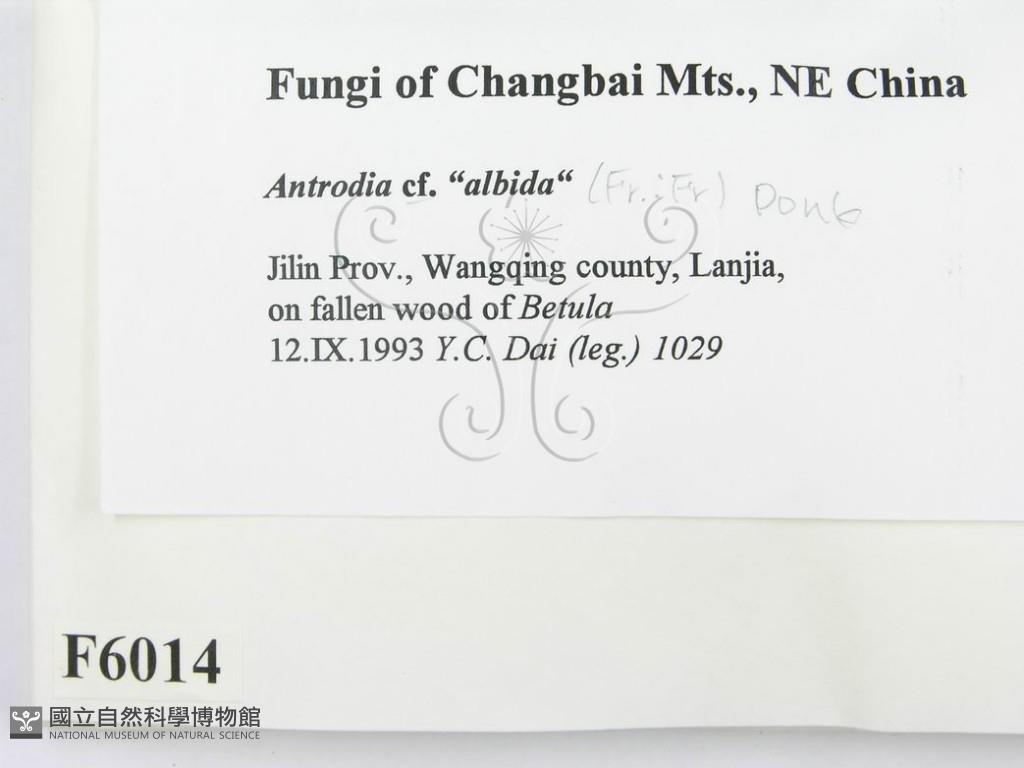 Fungi of Changbai Mts., NE China
Antrodia cf. “albida“ (Fr.:Fr) Donk
Jilin Prov., Wangqing county, Lanjia,
on fallen wood of Betula
12.IX.1993 Y.C. Dai (leg.) 1029
F6014
國立自然科學博物館
NATIONAL MUSEUM OF NATURAL SCIENCE